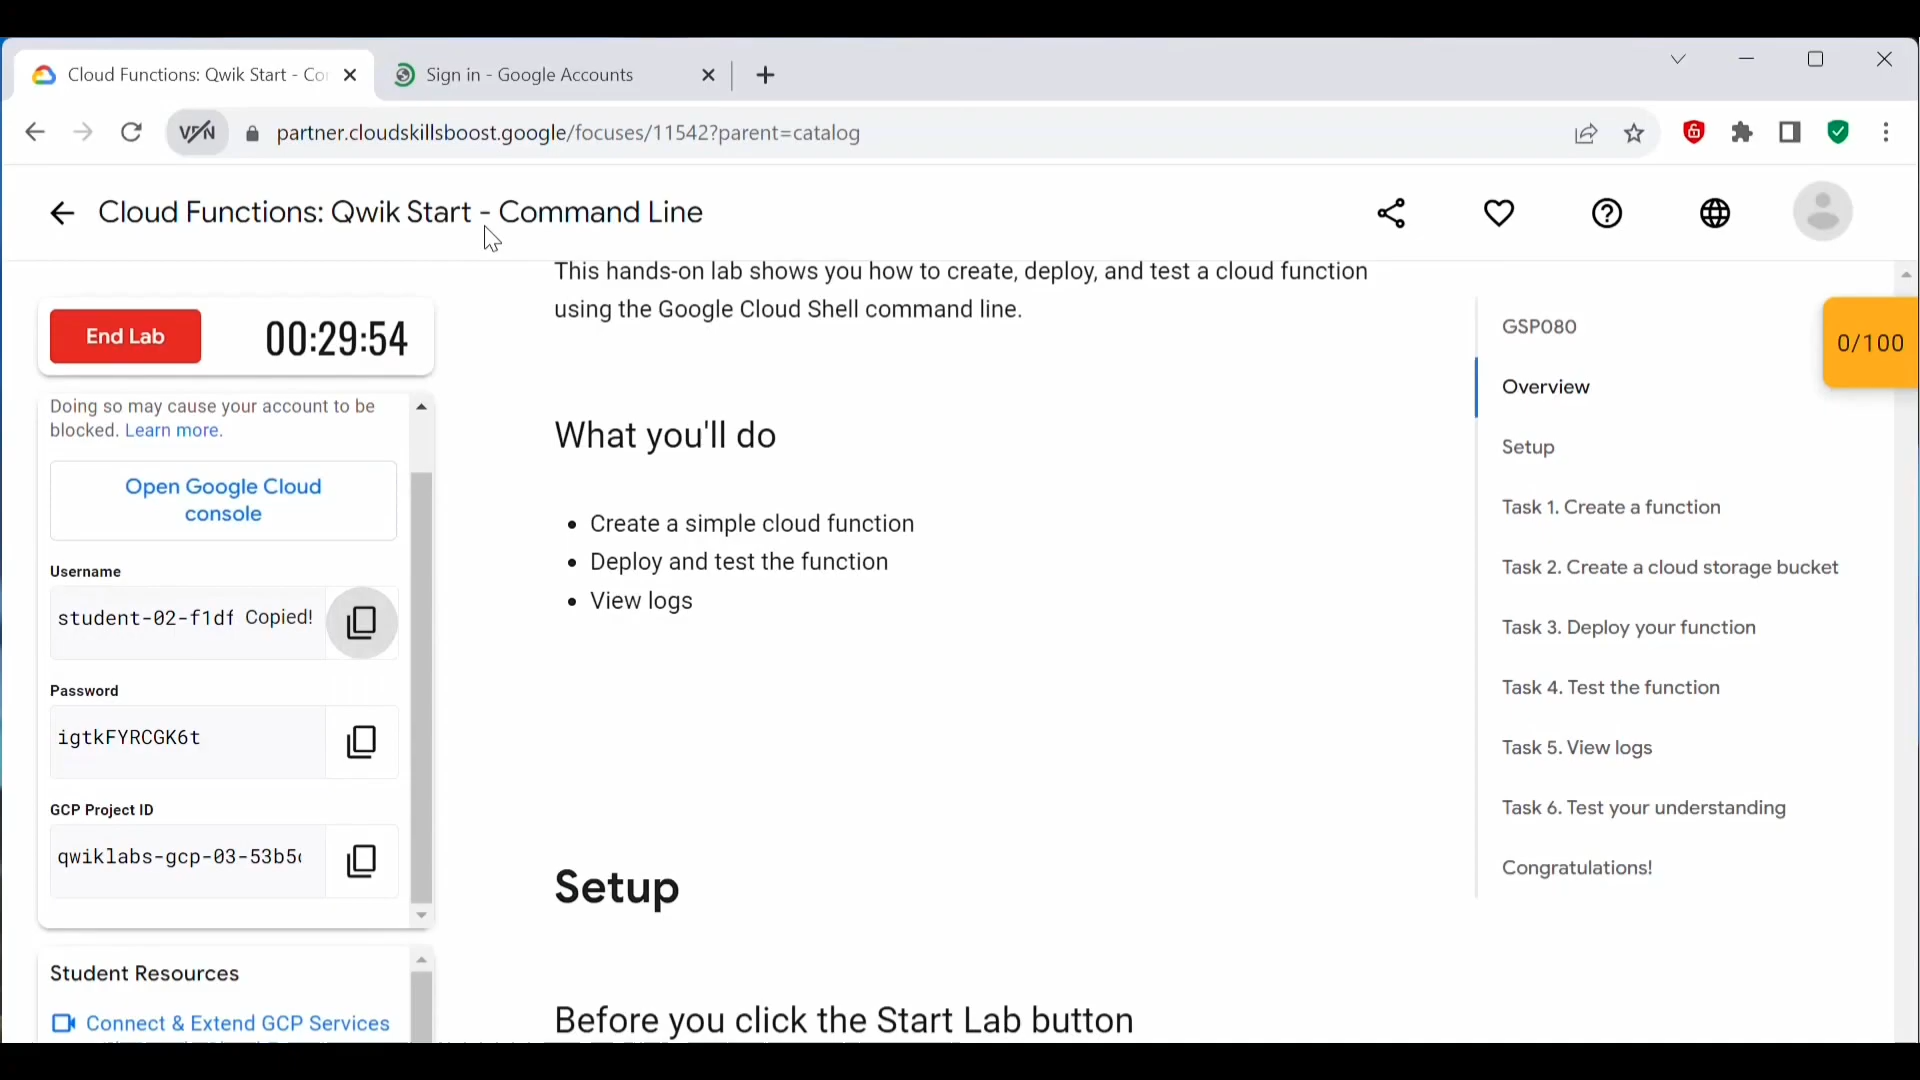 Cloud Functions: Qwik Start - Co
Sign in - Google Accounts
VPN
partner.cloudskillsboost.google/focuses/11542?parent=catalog
Cloud Functions: Qwik Start - Command Line
This hands-on lab shows you how to create, deploy, and test a cloud function
using the Google Cloud Shell command line.
End Lab
00:29:54
Doing so may cause your account to be
blocked. Learn more.
Open Google Cloud
console
Username
student-02-f1df Copied!
Password
igtkFYRCGK6t
GCP Project ID
qwiklabs-gcp-03-53b5
Student Resources
Connect & Extend GCP Services
What you'll do
• Create a simple cloud function
• Deploy and test the function
• View logs
Setup
Before you click the Start Lab button
GSP080
Overview
Setup
Task 1. Create a function
Task 2. Create a cloud storage bucket
Task 3. Deploy your function
Task 4. Test the function
Task 5. View logs
Task 6. Test your understanding
Congratulations!
0/100